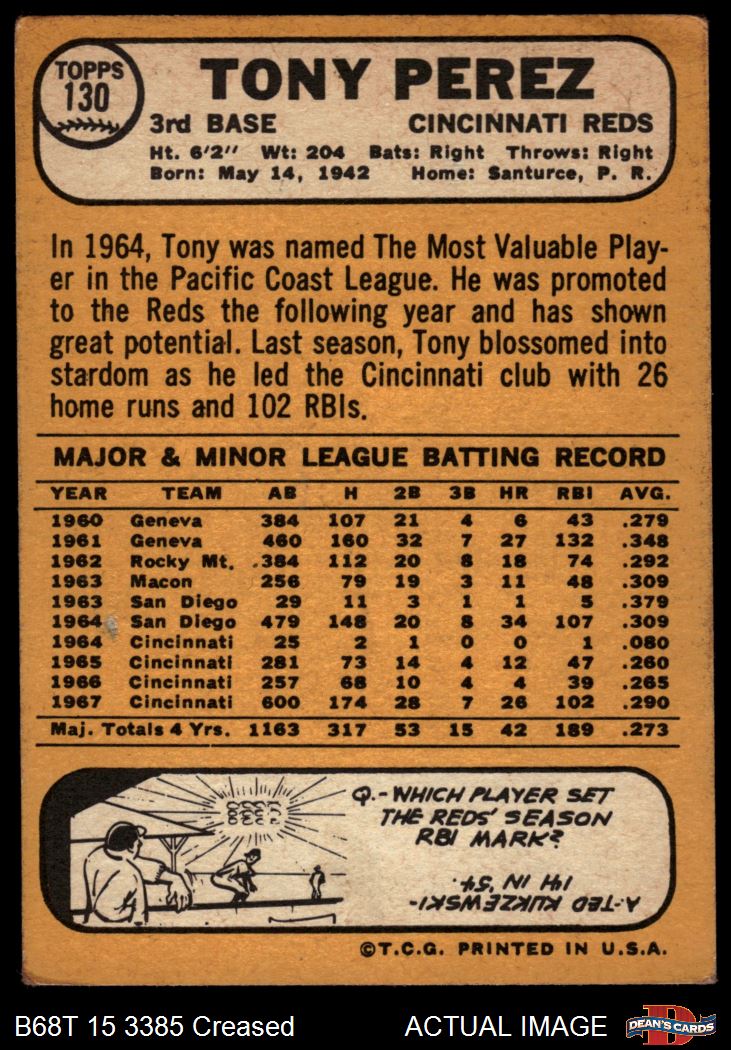 TOPPS
130
TONY PEREZ
3rd BASE CINCINNATI REDS
Ht. 6'2" Wt: 204 Bats: Right Throws: Right
Born: May 14, 1942 Home: Santurce, P. R.
In 1964, Tony was named The Most Valuable Play-
er in the Pacific Coast League. He was promoted
to the Reds the following year and has shown
great potential. Last season, Tony blossomed into
stardom as he led the Cincinnati club with 26
home runs and 102 RBIs.
MAJOR & MINOR LEAGUE BATTING RECORD
YEAR TEAM AB H 2B 3B HR RBI AVG.
1960 Geneva 384 107 21 4 6 43 .279
1961 Geneva 460 160 32 7 27 132 .348
1962 Rocky Mt. 384 112 20 8 18 74 .292
1963 Macon 256 79 19 3 11 48 .309
1963 San Diego 29 11 3 1 1 5 .379
1964 San Diego 479 148 20 8 34 107 .309
1964 Cincinnati 25 2 1 0 0 1 .080
1965 Cincinnati 281 73 14 4 12 47 .260
1966 Cincinnati 257 68 10 4 4 39 .265
1967 Cincinnati 600 174 28 7 26 102 .290
Maj. Totals 4 Yrs. 1163 317 53 15 42 189 .273
Q.-WHICH PLAYER SET
THE REDS' SEASON
RBI MARK?
A-TED KLUZEWSKI-
141 IN '54.
©T.C.G. PRINTED IN U.S.A.
B68T 15 3385 Creased ACTUAL IMAGE
D
DEAN'S CARDS